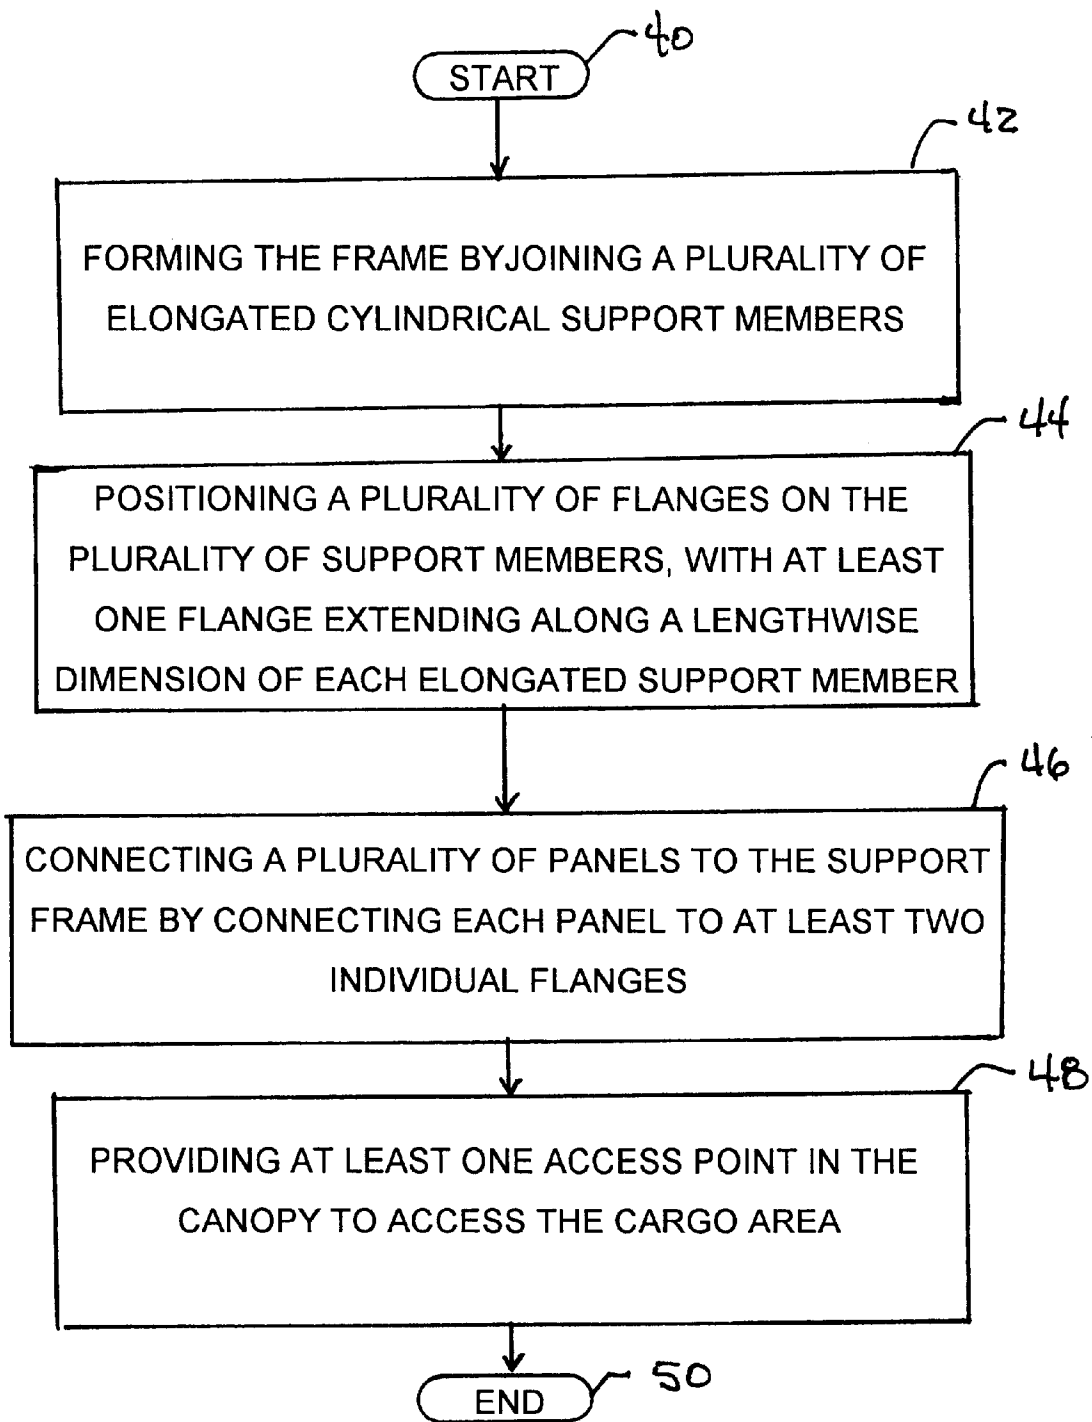 40
START
42
FORMING THE FRAME BYJOINING A PLURALITY OF
ELONGATED CYLINDRICAL SUPPORT MEMBERS
44
POSITIONING A PLURALITY OF FLANGES ON THE
PLURALITY OF SUPPORT MEMBERS, WITH AT LEAST
ONE FLANGE EXTENDING ALONG A LENGTHWISE
DIMENSION OF EACH ELONGATED SUPPORT MEMBER
46
CONNECTING A PLURALITY OF PANELS TO THE SUPPORT
FRAME BY CONNECTING EACH PANEL TO AT LEAST TWO
INDIVIDUAL FLANGES
48
PROVIDING AT LEAST ONE ACCESS POINT IN THE
CANOPY TO ACCESS THE CARGO AREA
50
END